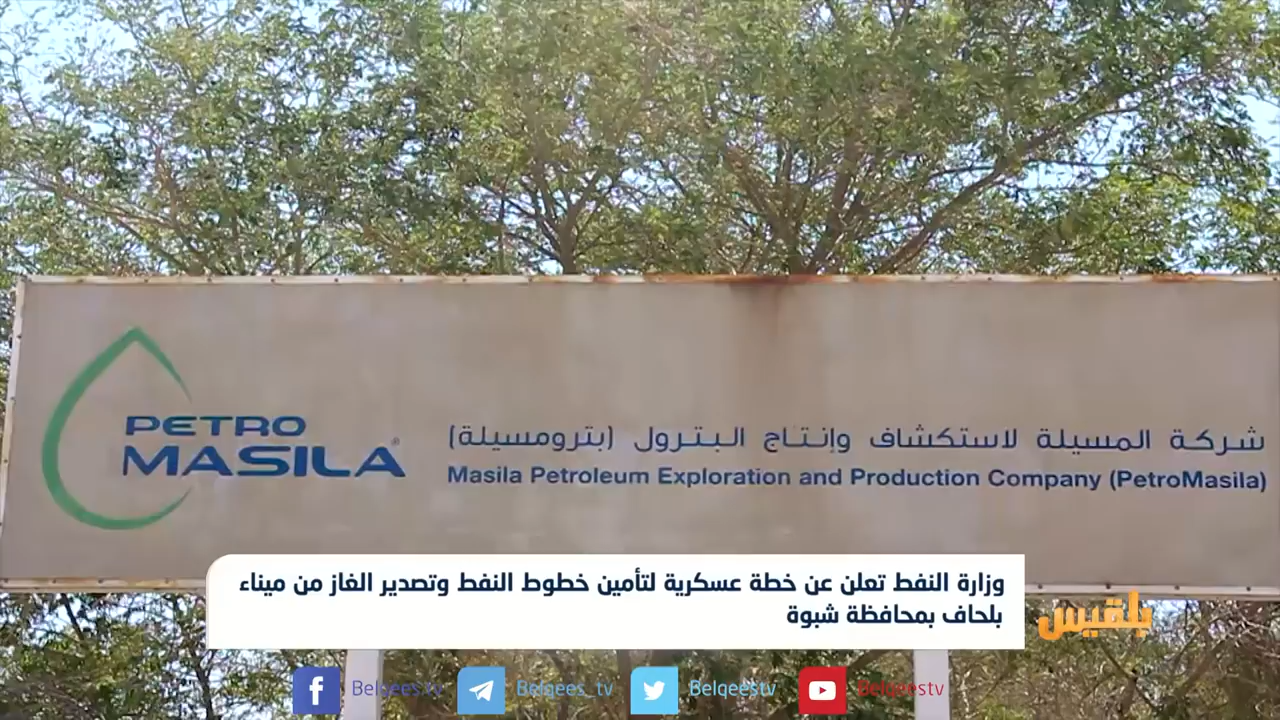 PETRO
MASILA
شركة المسيلة لاستكشاف وإنتاج البترول (بترومسيلة)
Masila Petroleum Exploration and Production Company (PetroMasila)
وزارة النفط تعلن عن خطة عسكرية لتأمين خطوط النفط وتصدير الغاز من ميناء
بلحاف بمحافظة شبوة
بلقيس
Belqees.tv
Belqees_tv
Belqeestv
Belqeestv